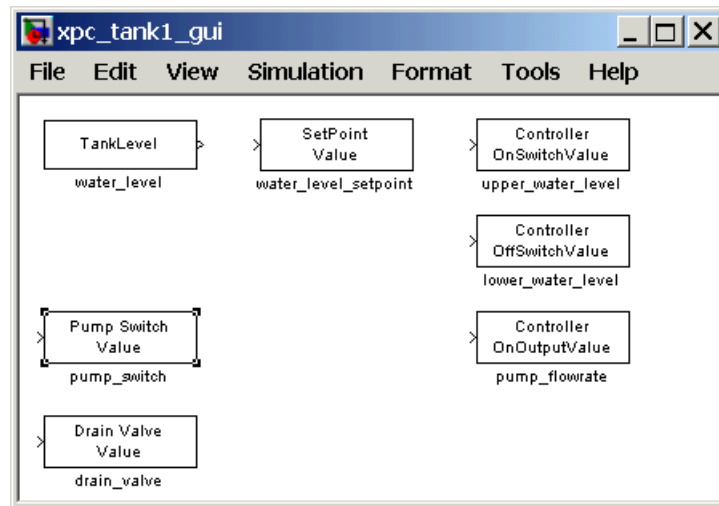 xpc_tank1_gui
File Edit View Simulation Format Tools Help
TankLevel
water_level
SetPoint
Value
water_level_setpoint
Controller
OnSwitchValue
upper_water_level
Controller
OffSwitchValue
lower_water_level
Pump Switch
Value
pump_switch
Controller
OnOutputValue
pump_flowrate
Drain Valve
Value
drain_valve